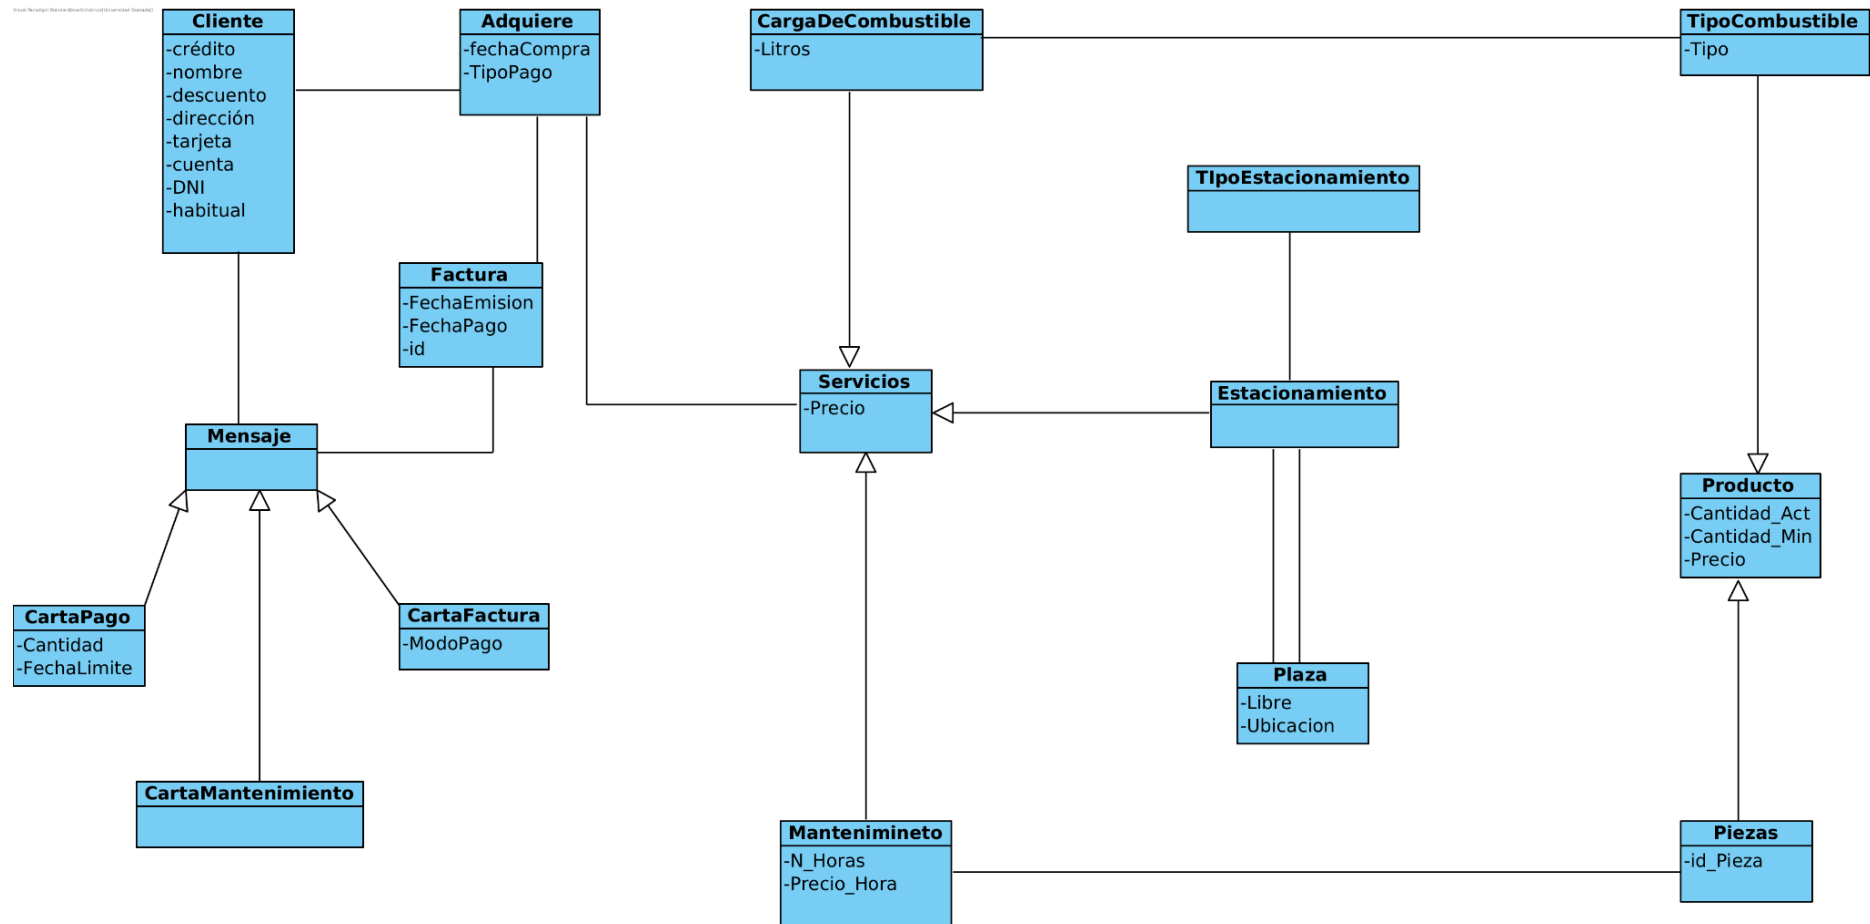 Cliente
-crédito
-nombre
-descuento
-dirección
-tarjeta
-cuenta
-DNI
-habitual
Adquiere
-fechaCompra
-TipoPago
CargaDeCombustible
-Litros
TipoCombustible
-Tipo
TIpoEstacionamiento
Factura
-FechaEmision
-FechaPago
-id
Servicios
-Precio
Estacionamiento
Mensaje
Producto
-Cantidad_Act
-Cantidad_Min
-Precio
CartaPago
-Cantidad
-FechaLimite
CartaFactura
-ModoPago
Plaza
-Libre
-Ubicacion
CartaMantenimiento
Mantenimineto
-N_Horas
-Precio_Hora
Piezas
-id_Pieza